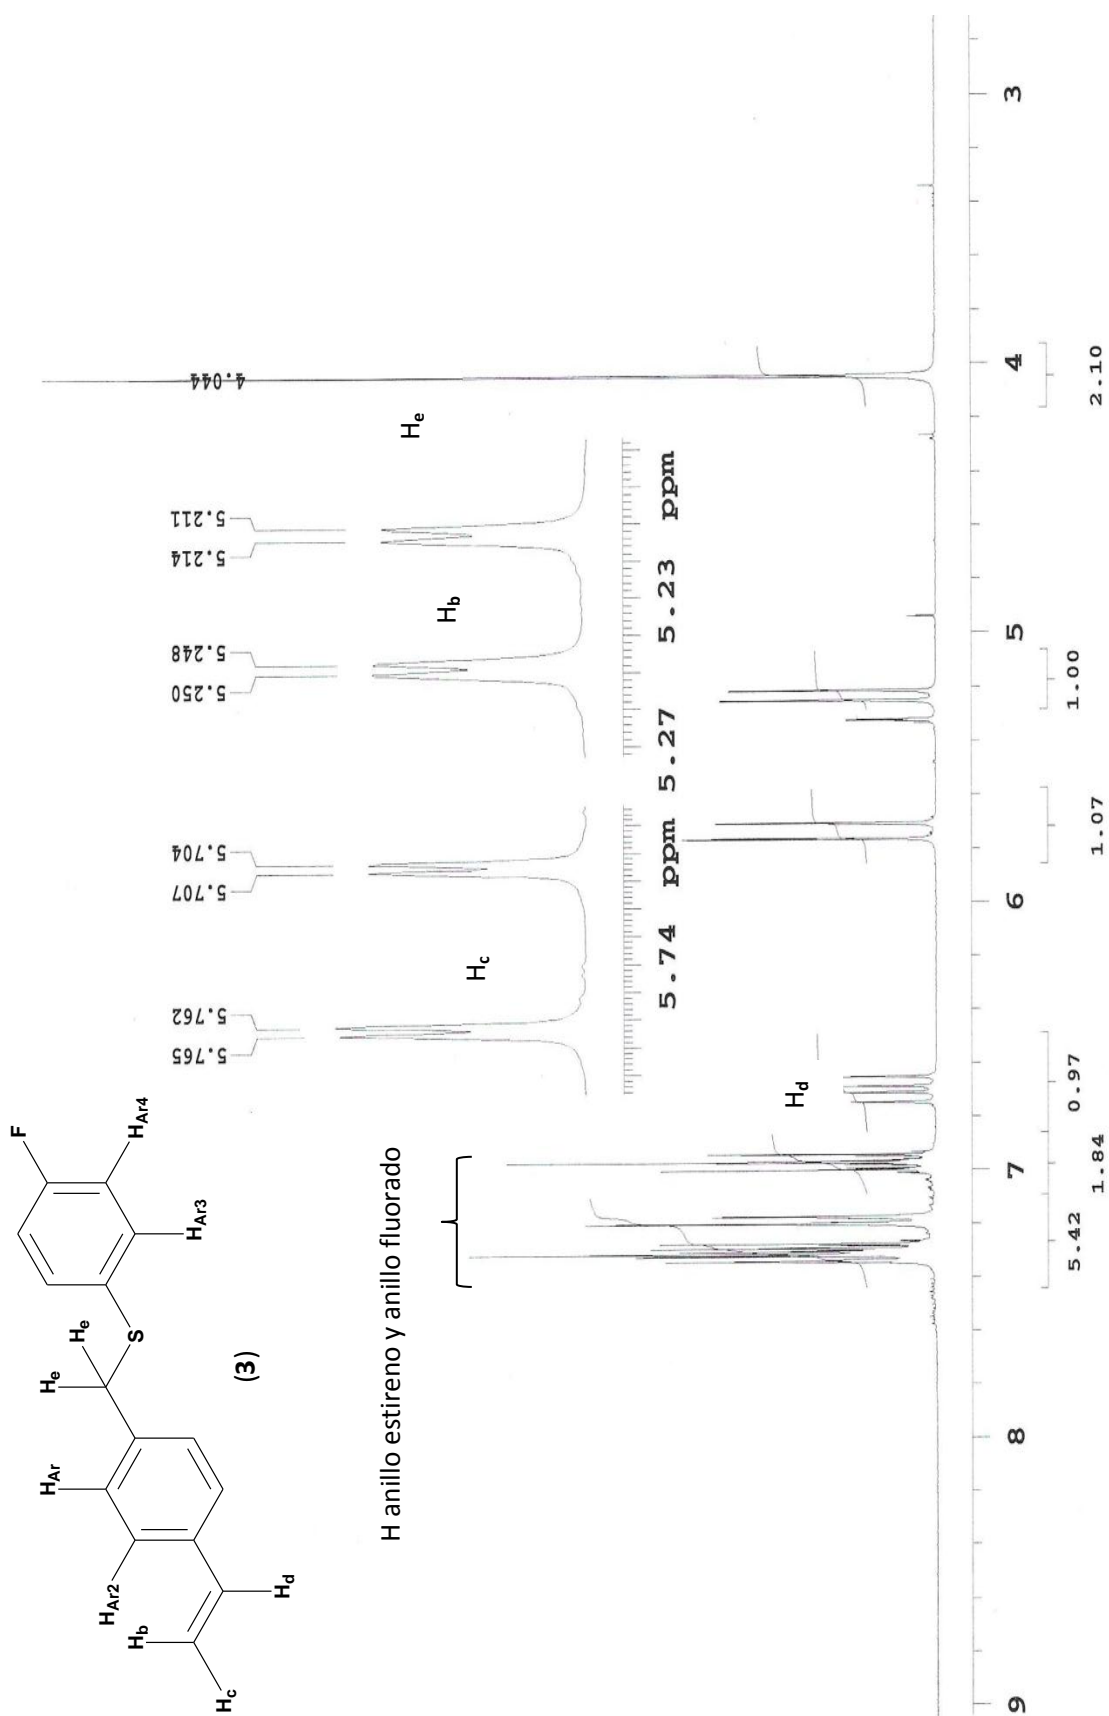 F
H_Ar4
H_Ar3
S
H_e
H_e
(3)
H_Ar
H_Ar2
H_b
H_c
H_d
H anillo estireno y anillo fluorado
5.765
5.762
5.707
5.704
5.250
5.248
5.214
5.211
4.044
H_c
H_b
H_e
5.74 ppm
5.27 5.23 ppm
H_d
9 8 7 6 5 4 3
5.42
1.84
0.97
1.07
1.00
2.10